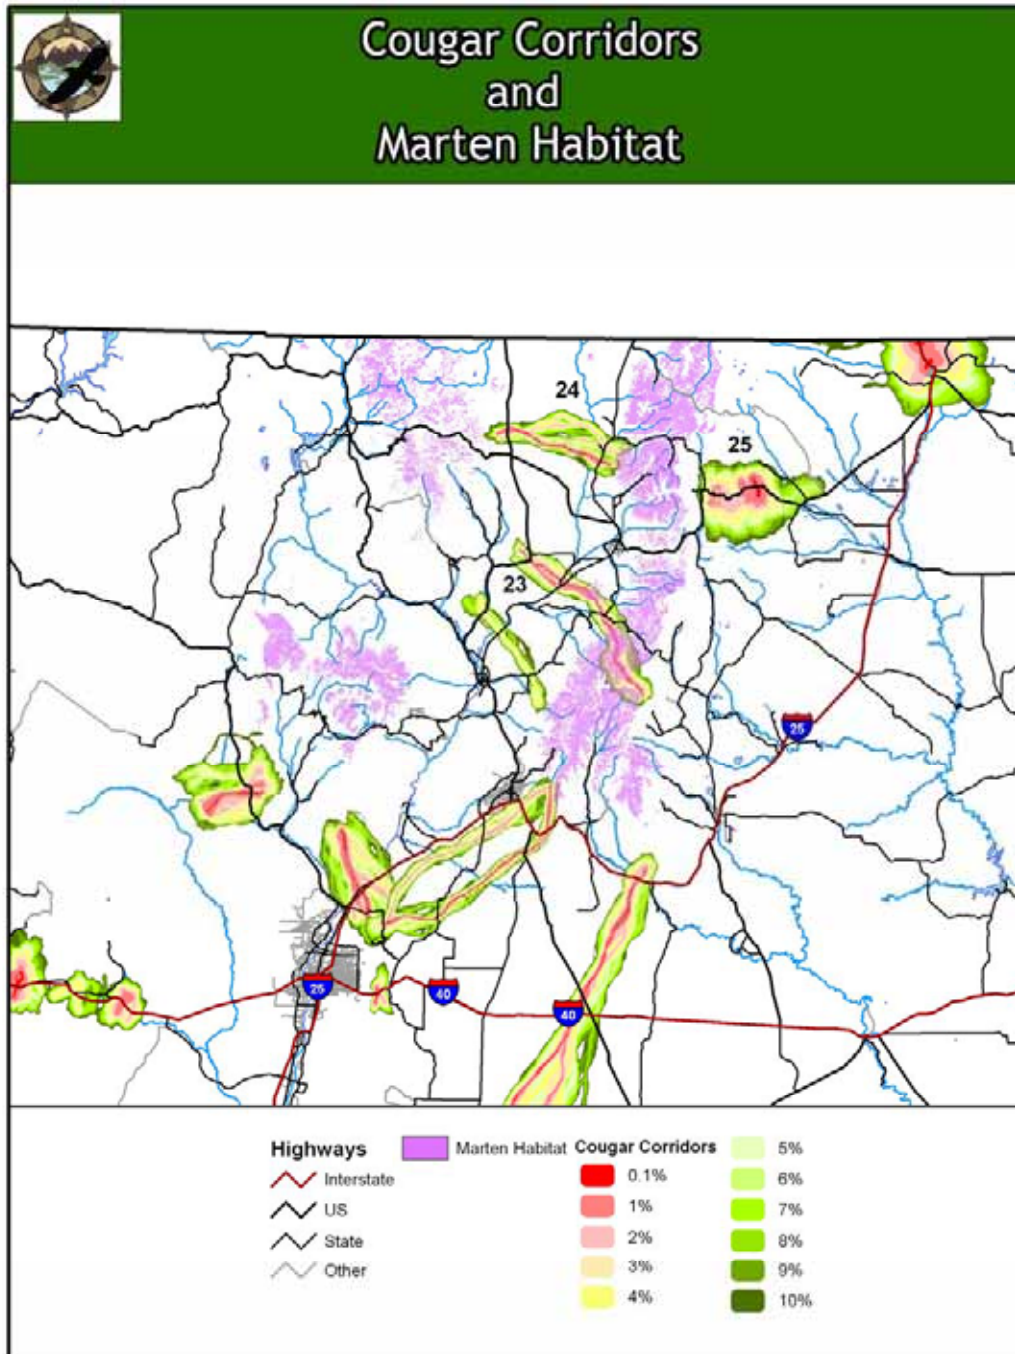 Cougar Corridors
and
Marten Habitat
24
25
23
25
25
40
40
Highways
Interstate
US
State
Other
Marten Habitat
Cougar Corridors
0.1%
1%
2%
3%
4%
5%
6%
7%
8%
9%
10%